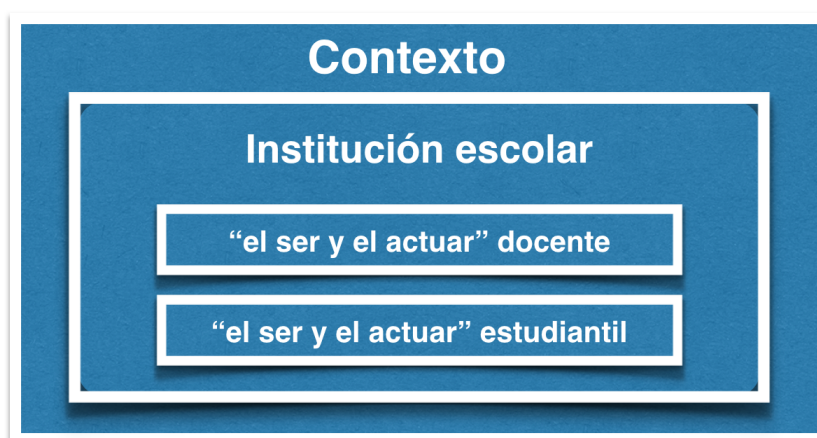 Contexto
Institución escolar
“el ser y el actuar” docente
“el ser y el actuar” estudiantil